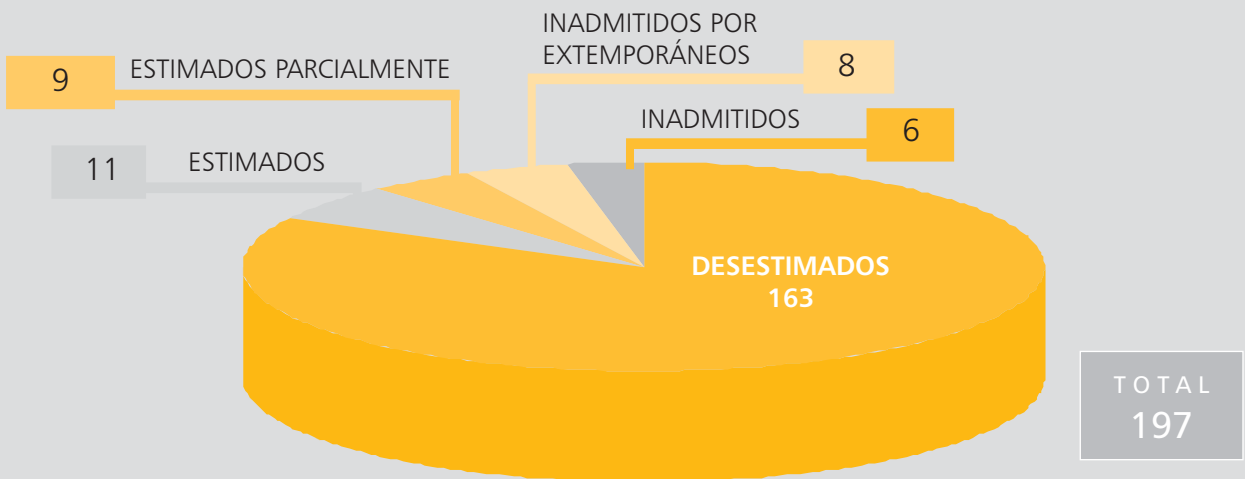 INADMITIDOS POR
EXTEMPORÁNEOS
8
9
ESTIMADOS PARCIALMENTE
INADMITIDOS
6
11
ESTIMADOS
DESESTIMADOS
163
TOTAL
197